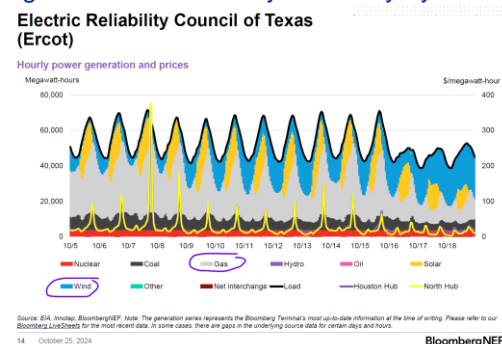 Electric Reliability Council of Texas
(Ercot)
Hourly power generation and prices
Megawatt-hours $/megawatt-hour
80,000 400
60,000 300
40,000 200
20,000 100
0 0
10/5 10/6 10/7 10/8 10/9 10/10 10/11 10/12 10/13 10/14 10/15 10/16 10/17 10/18
Nuclear Coal Gas Hydro Oil Solar
Wind Other Net interchange Load Houston Hub North Hub
Source: EIA, Innotap, BloombergNEF. Note: The generation series represents the Bloomberg Terminal's most up-to-date information at the time of writing. Please refer to our
Bloomberg LiveSheets for the most recent data. In some cases, there are gaps in the underlying source data for certain days and hours.
14 October 25, 2024 BloombergNEF